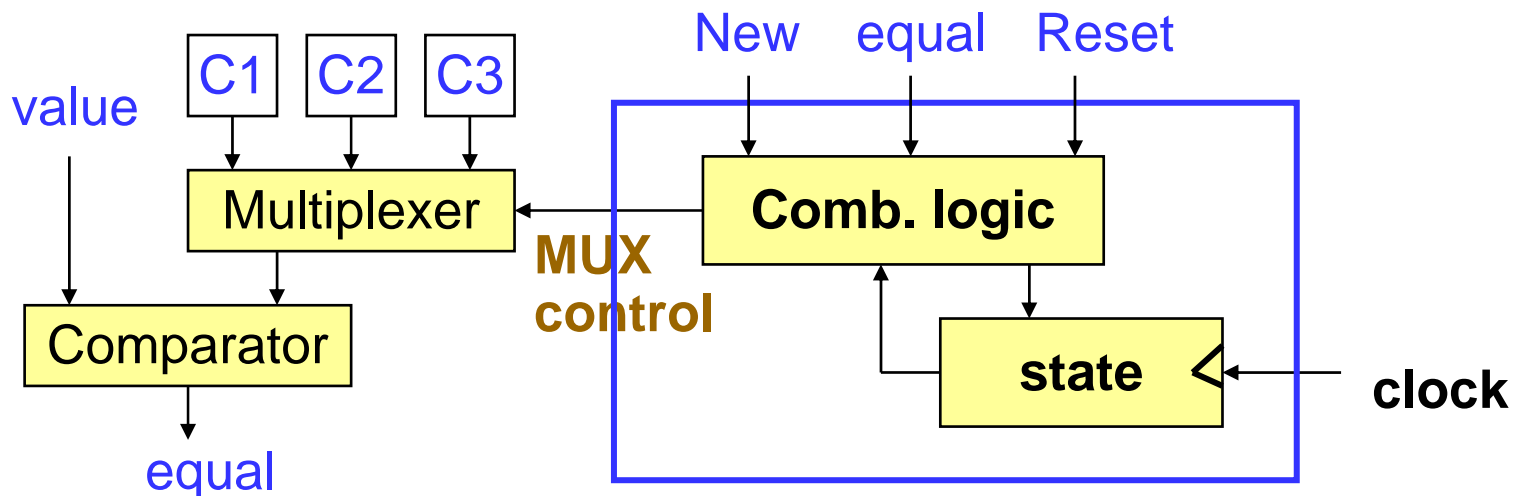 New equal Reset
C1 C2 C3
value
Multiplexer
Comb. logic
MUX
control
Comparator
state
clock
equal